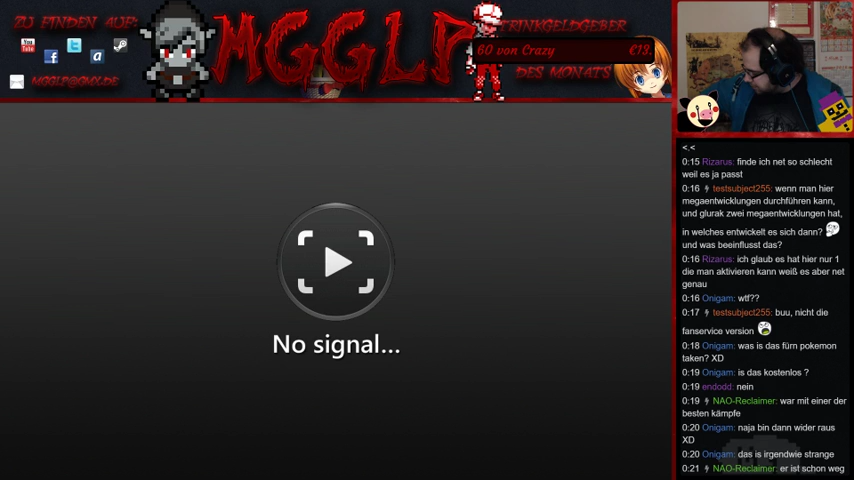 ZU FINDEN AUF:
MGGLP@GMX.DE
MGGLP
TRINKGELDGEBER
60 von Crazy
€13.
DES MONATS
No signal...
<.<
0:15 Rizarus: finde ich net so schlecht
weil es ja passt
0:16 testsubject255: wenn man hier
megaentwicklungen durchführen kann,
und glurak zwei megaentwicklungen hat,
in welches entwickelt es sich dann?
und was beeinflusst das?
0:16 Rizarus: ich glaub es hat hier nur 1
die man aktivieren kann weiß es aber net
genau
0:16 Onigam: wtf??
0:17 testsubject255: buu, nicht die
fanservice version
0:18 Onigam: was is das fürn pokemon
taken? XD
0:19 Onigam: is das kostenlos ?
0:19 endodd: nein
0:19 NAO-Reclaimer: war mit einer der
besten kämpfe
0:20 Onigam: naja bin dann wider raus
XD
0:20 Onigam: das is irgendwie strange
0:21 NAO-Reclaimer: er ist schon weg